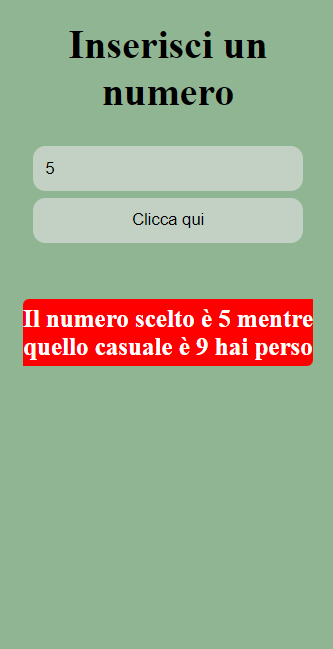 Inserisci un
numero
5
Clicca qui
Il numero scelto è 5 mentre
quello casuale è 9 hai perso